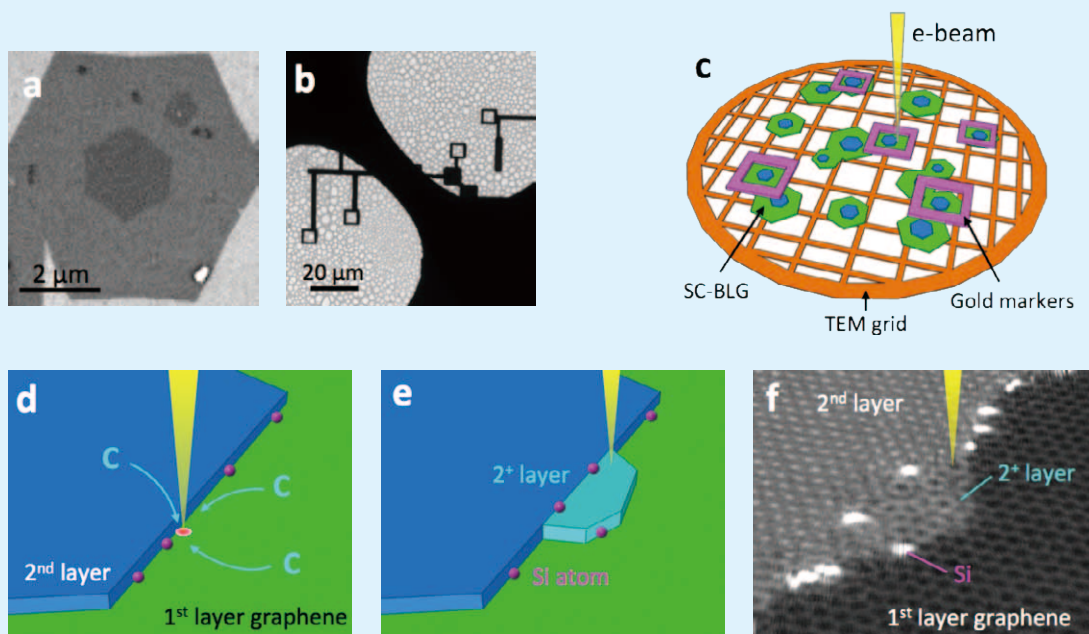 a
2 μm
b
20 μm
c
e-beam
SC-BLG
TEM grid
Gold markers
d
C
C
C
2nd layer
1st layer graphene
e
2+ layer
Si atom
f
2nd layer
2+ layer
Si
1st layer graphene